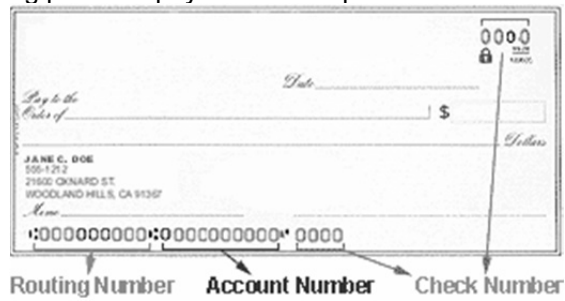 0000
Date
Pay to the
Order of
$
Dollars
JANE C. DOE
555-1212
21600 OXNARD ST.
WOODLAND HILLS, CA 91367
Memo
⑆000000000⑆0000000000⑈ 0000
Routing Number Account Number Check Number